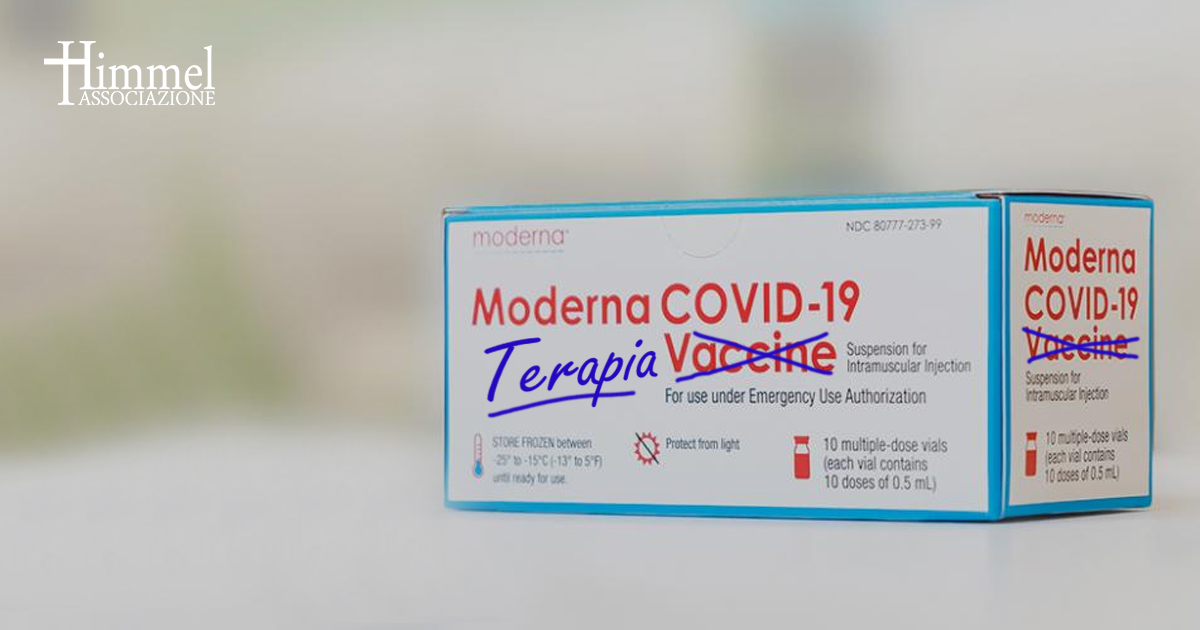 Himmel
ASSOCIAZIONE
moderna
NDC 80777-273-99
Moderna COVID-19
Terapia Vaccine
Suspension for
Intramuscular Injection
For use under Emergency Use Authorization
STORE FROZEN between
-25° to -15°C (-13° to 5°F)
until ready for use.
Protect from light
10 multiple-dose vials
(each vial contains
10 doses of 0.5 mL)
moderna
Moderna
COVID-19
Vaccine
Suspension for
Intramuscular Injection
10 multiple-dose vials
(each vial contains
10 doses of 0.5 mL)